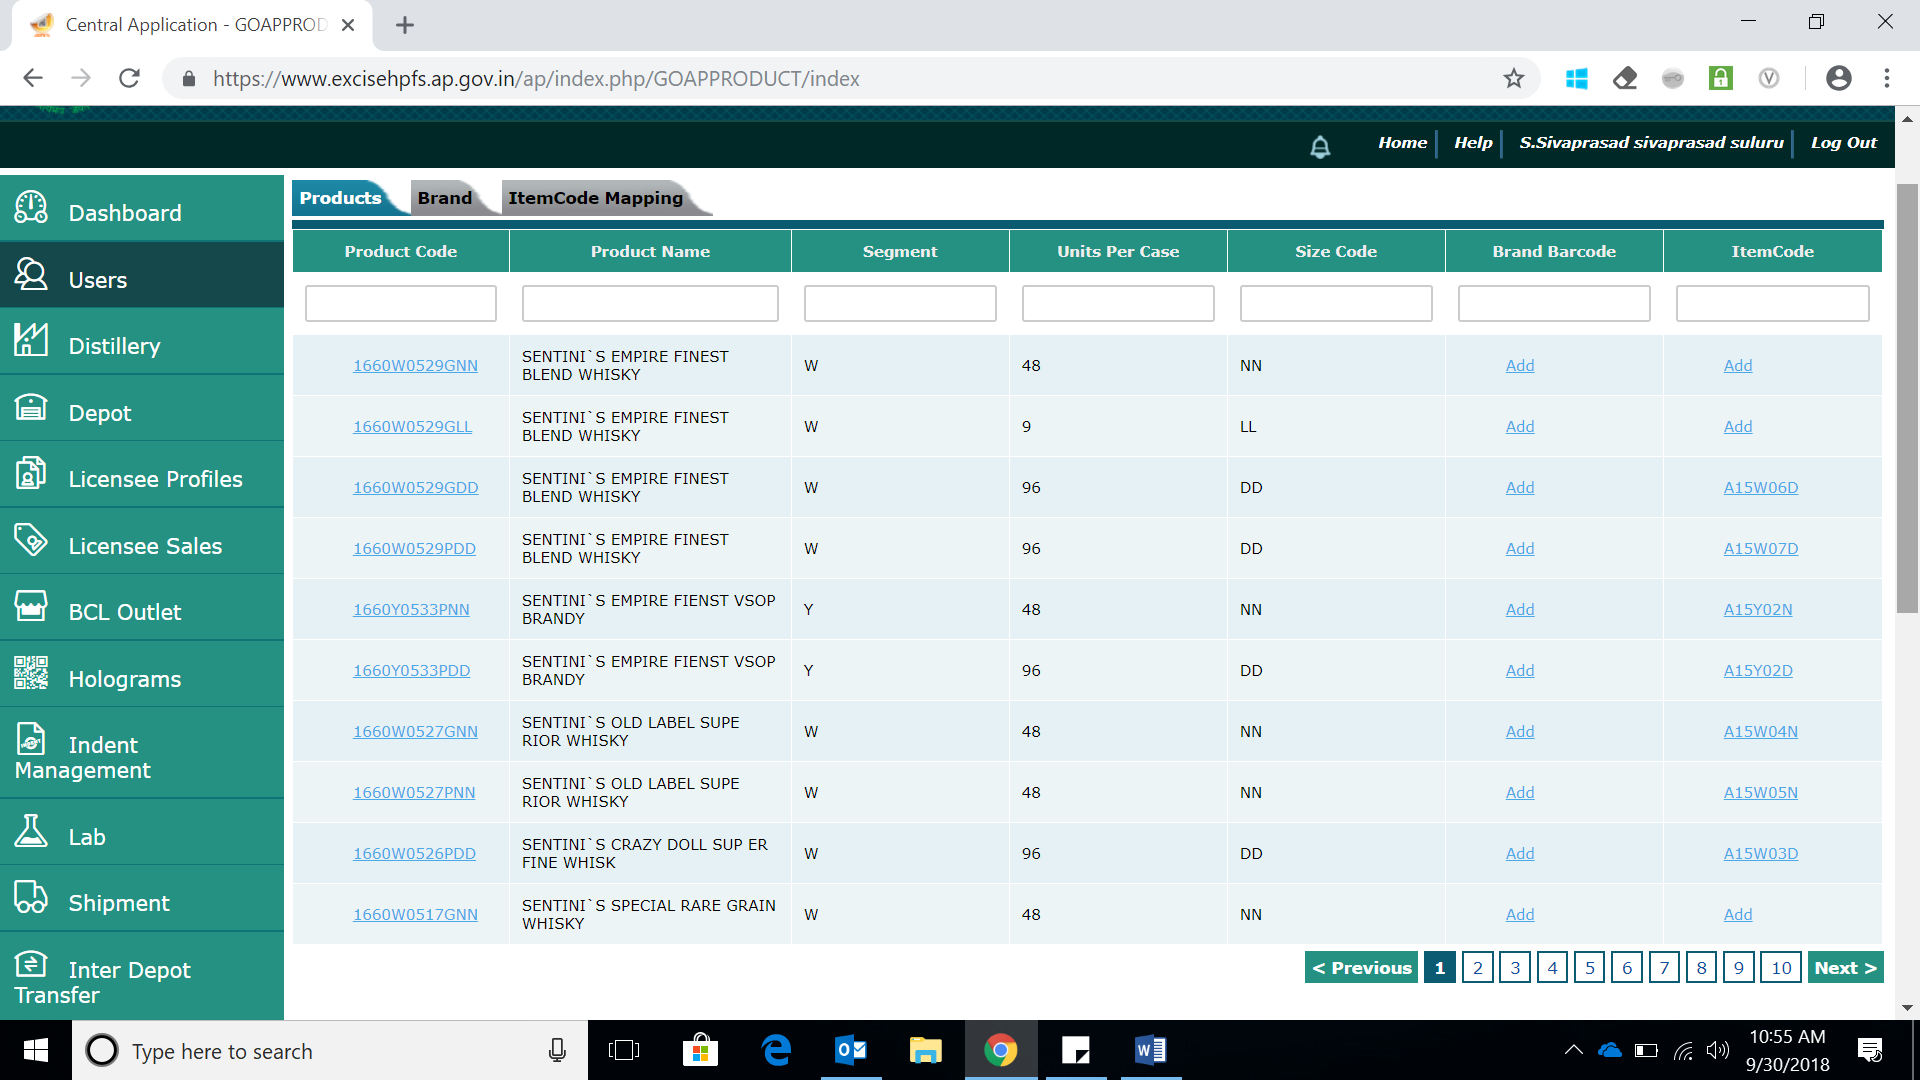 Central Application - GOAPPROD
https://www.excisehpfs.ap.gov.in/ap/index.php/GOAPPRODUCT/index
Home Help S.Sivaprasad sivaprasad suluru Log Out
Dashboard
Users
Distillery
Depot
Licensee Profiles
Licensee Sales
BCL Outlet
Holograms
Indent
Management
Lab
Shipment
Inter Depot
Transfer
Products Brand ItemCode Mapping
Product Code Product Name Segment Units Per Case Size Code Brand Barcode ItemCode
1660W0529GNN SENTINI`S EMPIRE FINEST
BLEND WHISKY W 48 NN Add Add
1660W0529GLL SENTINI`S EMPIRE FINEST
BLEND WHISKY W 9 LL Add Add
1660W0529GDD SENTINI`S EMPIRE FINEST
BLEND WHISKY W 96 DD Add A15W06D
1660W0529PDD SENTINI`S EMPIRE FINEST
BLEND WHISKY W 96 DD Add A15W07D
1660Y0533PNN SENTINI`S EMPIRE FIENST VSOP
BRANDY Y 48 NN Add A15Y02N
1660Y0533PDD SENTINI`S EMPIRE FIENST VSOP
BRANDY Y 96 DD Add A15Y02D
1660W0527GNN SENTINI`S OLD LABEL SUPE
RIOR WHISKY W 48 NN Add A15W04N
1660W0527PNN SENTINI`S OLD LABEL SUPE
RIOR WHISKY W 48 NN Add A15W05N
1660W0526PDD SENTINI`S CRAZY DOLL SUP ER
FINE WHISK W 96 DD Add A15W03D
1660W0517GNN SENTINI`S SPECIAL RARE GRAIN
WHISKY W 48 NN Add Add
< Previous 1 2 3 4 5 6 7 8 9 10 Next >
Type here to search
10:55 AM
9/30/2018